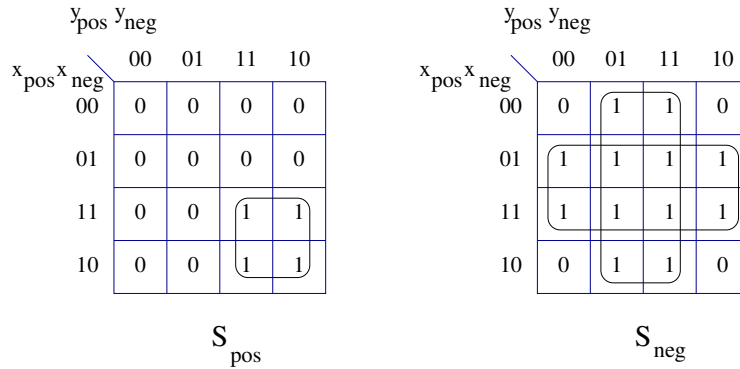 y_pos y_neg y_pos y_neg
x_pos x_neg 00 01 11 10 x_pos x_neg 00 01 11 10
00 0 0 0 0 00 0 1 1 0
01 0 0 0 0 01 1 1 1 1
11 0 0 1 1 11 1 1 1 1
10 0 0 1 1 10 0 1 1 0
S_pos S_neg